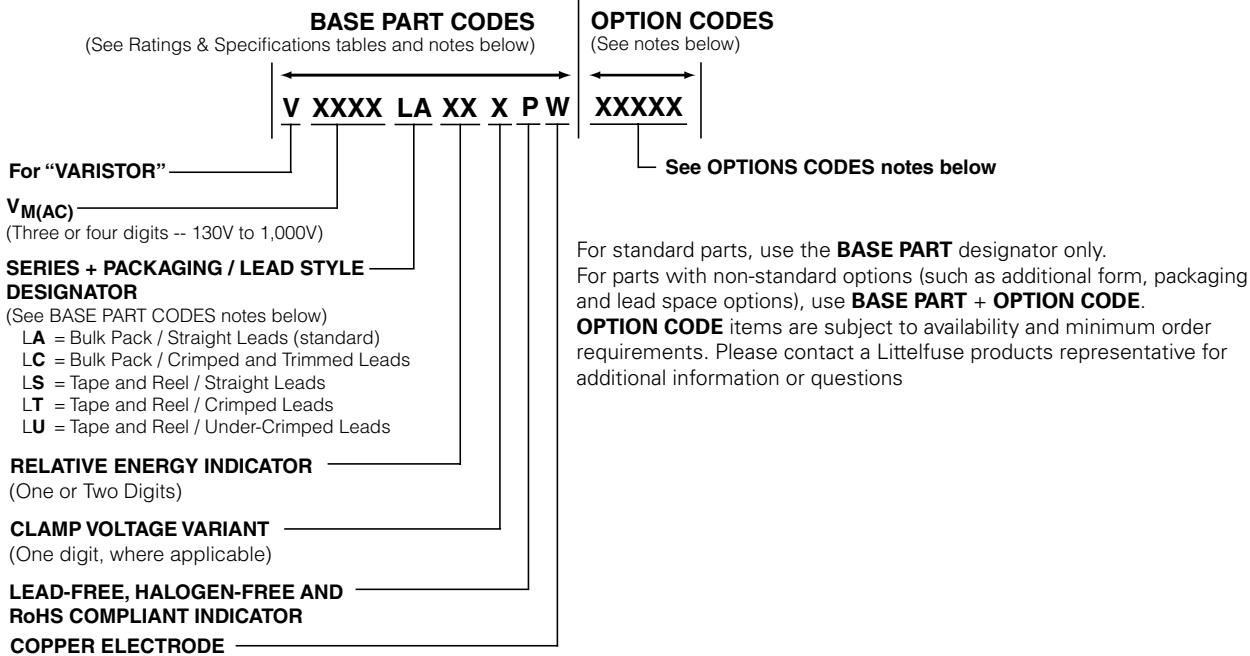 BASE PART CODES
(See Ratings & Specifications tables and notes below)
OPTION CODES
(See notes below)
V XXXX LA XX X P W XXXXX
For “VARISTOR”
See OPTIONS CODES notes below
VM(AC)
(Three or four digits -- 130V to 1,000V)
SERIES + PACKAGING / LEAD STYLE
DESIGNATOR
(See BASE PART CODES notes below)
LA = Bulk Pack / Straight Leads (standard)
LC = Bulk Pack / Crimped and Trimmed Leads
LS = Tape and Reel / Straight Leads
LT = Tape and Reel / Crimped Leads
LU = Tape and Reel / Under-Crimped Leads
RELATIVE ENERGY INDICATOR
(One or Two Digits)
CLAMP VOLTAGE VARIANT
(One digit, where applicable)
LEAD-FREE, HALOGEN-FREE AND
RoHS COMPLIANT INDICATOR
COPPER ELECTRODE
For standard parts, use the BASE PART designator only.
For parts with non-standard options (such as additional form, packaging
and lead space options), use BASE PART + OPTION CODE.
OPTION CODE items are subject to availability and minimum order
requirements. Please contact a Littelfuse products representative for
additional information or questions